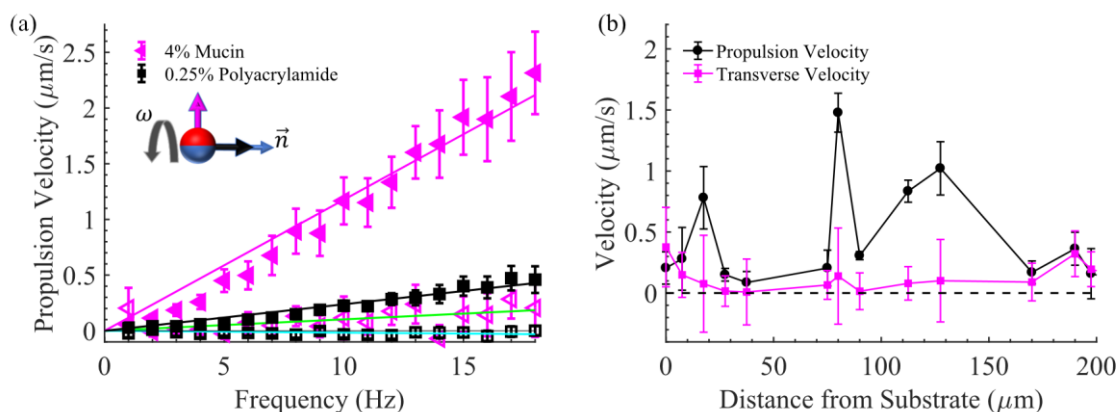 (a)
Propulsion Velocity (μm/s)
2.5
2
1.5
1
0.5
0
4% Mucin
0.25% Polyacrylamide
ω
n⃗
0 5 10 15
Frequency (Hz)
(b)
Velocity (μm/s)
2
1.5
1
0.5
0
Propulsion Velocity
Transverse Velocity
0 50 100 150 200
Distance from Substrate (μm)